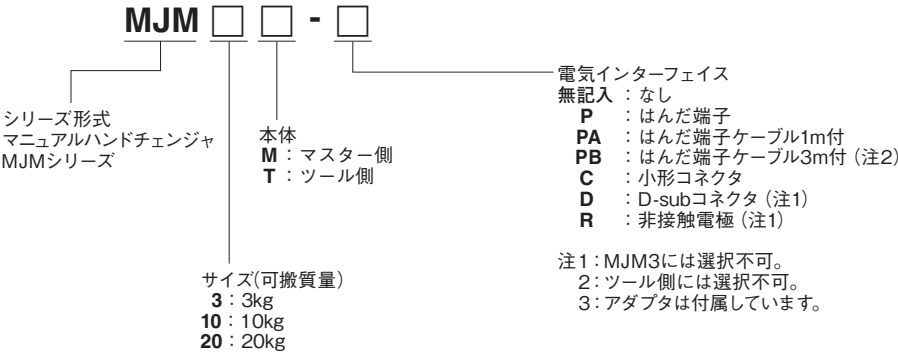 MJM □ □ - □
シリーズ形式
マニュアルハンドチェンジャ
MJMシリーズ
サイズ(可搬質量)
3：3kg
10：10kg
20：20kg
本体
M：マスター側
T：ツール側
電気インターフェイス
無記入：なし
P：はんだ端子
PA：はんだ端子ケーブル1m付
PB：はんだ端子ケーブル3m付（注2）
C：小形コネクタ
D：D-subコネクタ（注1）
R：非接触電極（注1）
注1：MJM3には選択不可。
2：ツール側には選択不可。
3：アダプタは付属しています。